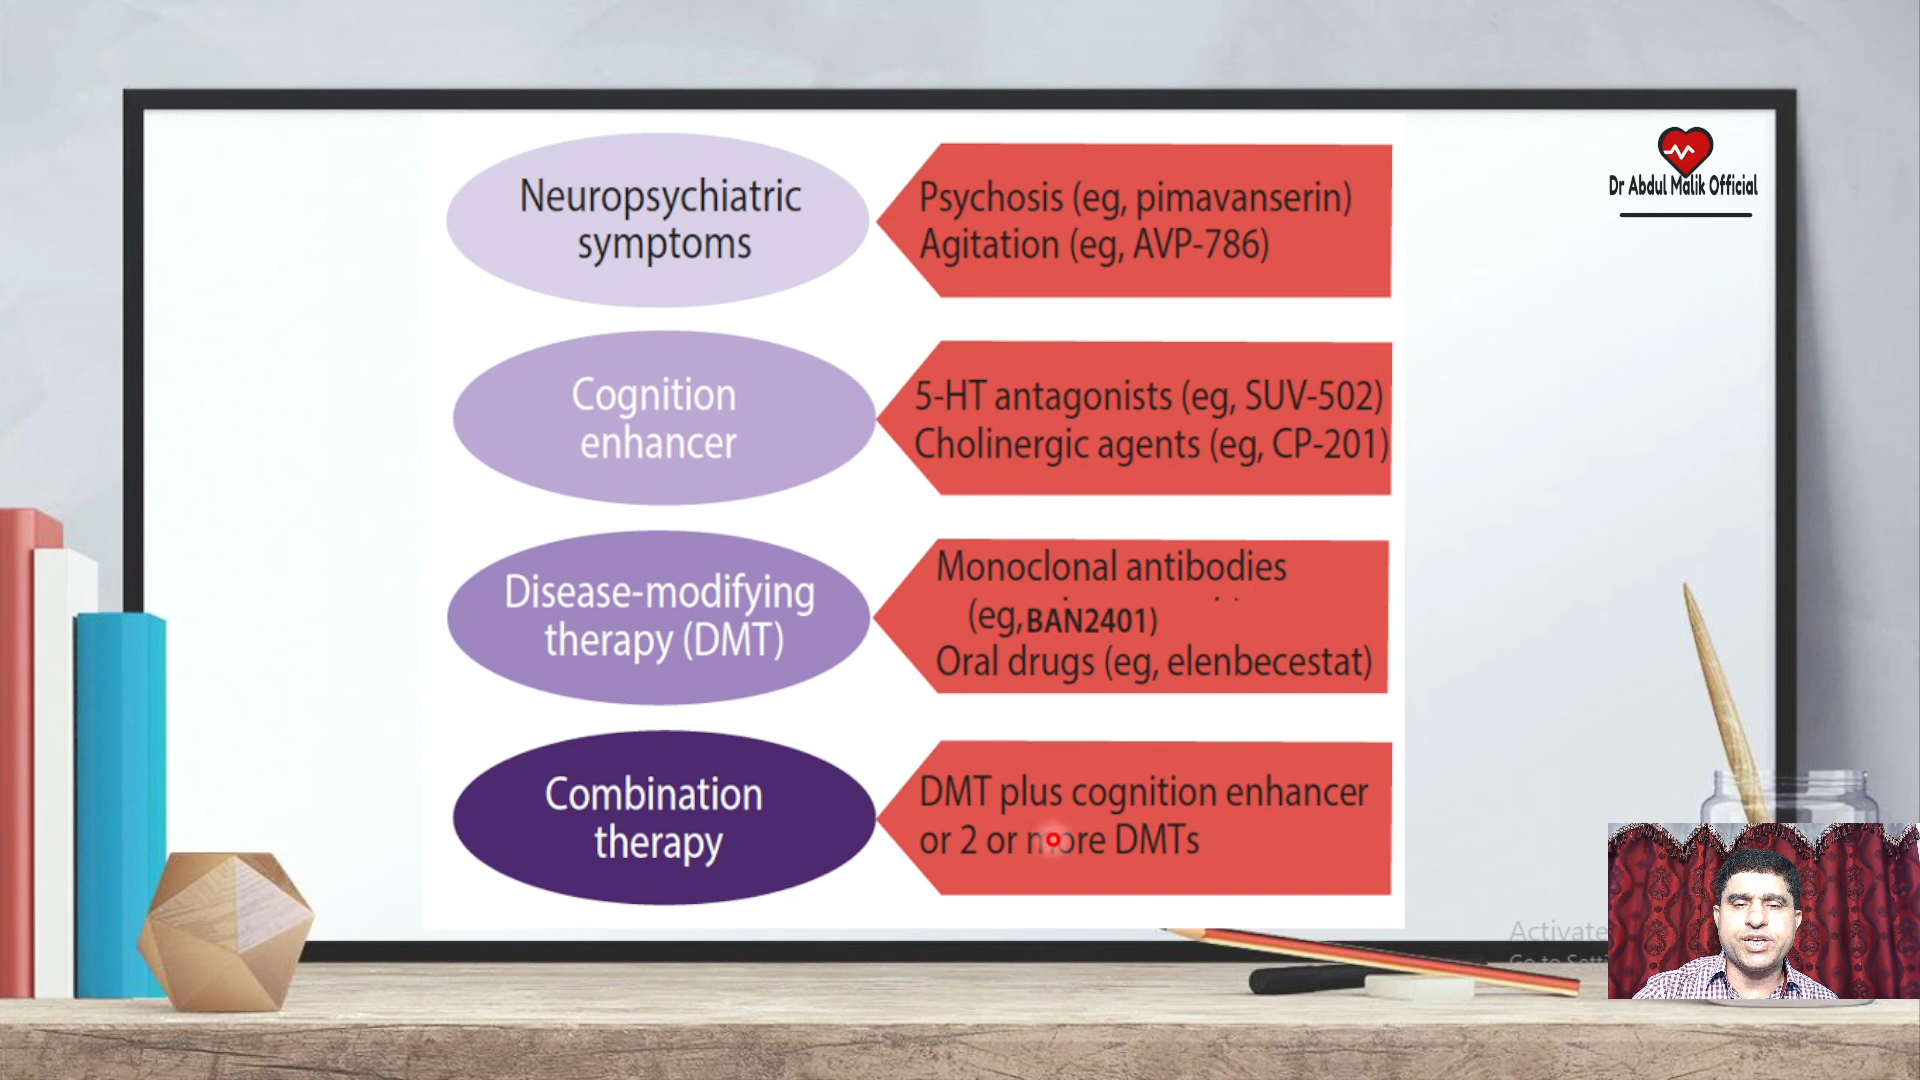 Dr Abdul Malik Official
Neuropsychiatric
symptoms
Psychosis (eg, pimavanserin)
Agitation (eg, AVP-786)
Cognition
enhancer
5-HT antagonists (eg, SUV-502)
Cholinergic agents (eg, CP-201)
Disease-modifying
therapy (DMT)
Monoclonal antibodies
(eg, BAN2401)
Oral drugs (eg, elenbecestat)
Combination
therapy
DMT plus cognition enhancer
or 2 or more DMTs
Activate